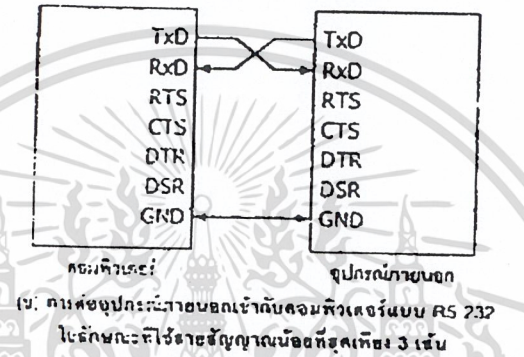 TxD TxD
RxD RxD
RTS RTS
CTS CTS
DTR DTR
DSR DSR
GND GND
คอมพิวเตอร์ อุปกรณ์ภายนอก
(ข) การต่ออุปกรณ์ภายนอกเข้ากับคอมพิวเตอร์แบบ RS 232
ในลักษณะที่ใช้สายสัญญาณน้อยที่สุดเพียง 3 เส้น